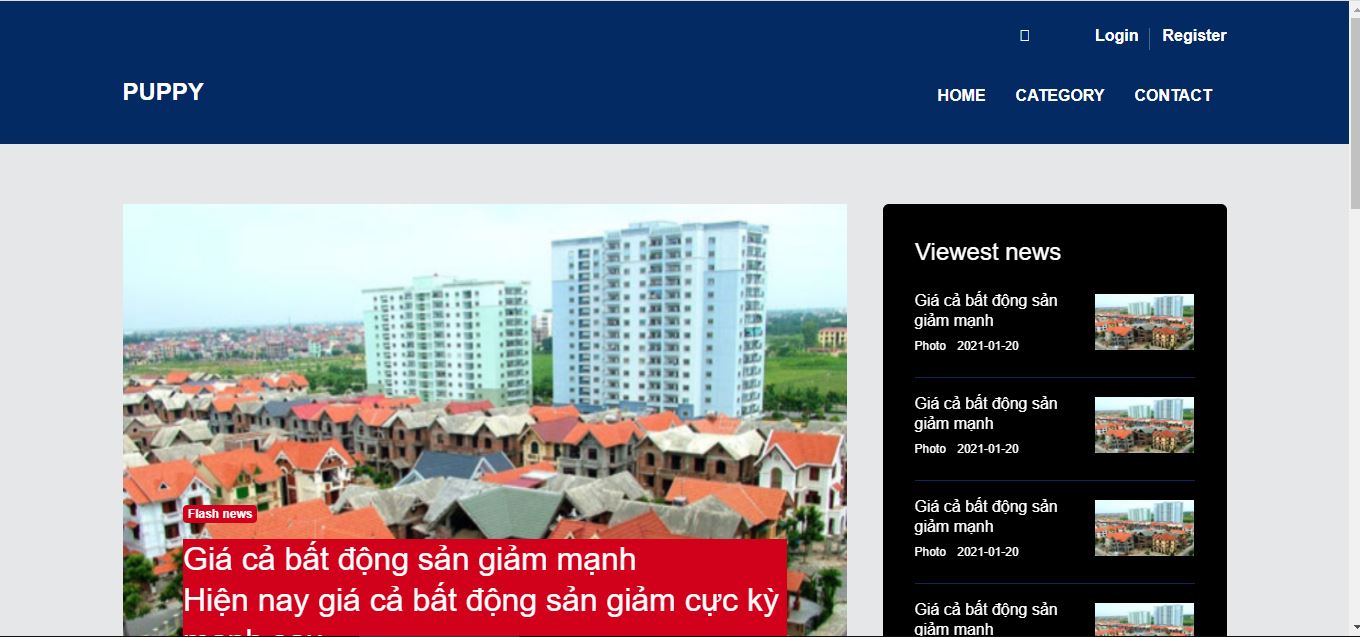 Login Register
PUPPY
HOME CATEGORY CONTACT
Viewest news
Giá cả bất động sản
giảm mạnh
Photo 2021-01-20
Giá cả bất động sản
giảm mạnh
Photo 2021-01-20
Giá cả bất động sản
giảm mạnh
Photo 2021-01-20
Giá cả bất động sản
giảm mạnh
Flash news
Giá cả bất động sản giảm mạnh
Hiện nay giá cả bất động sản giảm cực kỳ